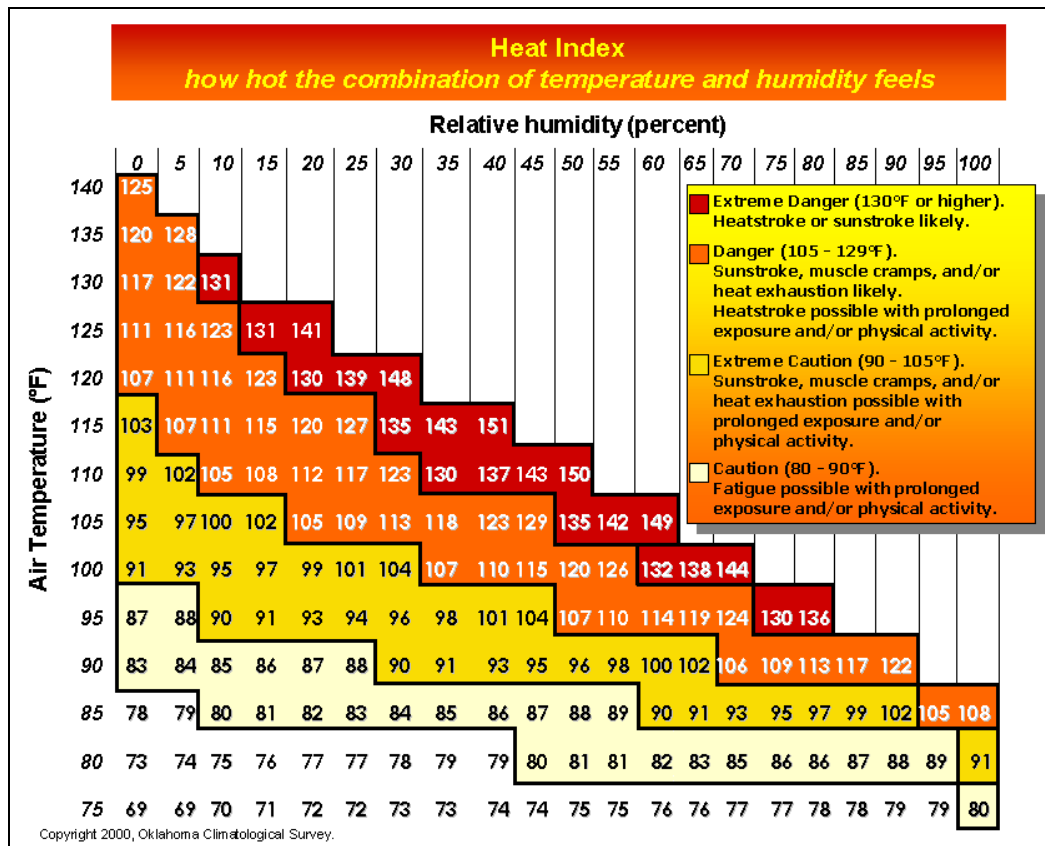 Heat Index
how hot the combination of temperature and humidity feels
Relative humidity (percent)
0 5 10 15 20 25 30 35 40 45 50 55 60 65 70 75 80 85 90 95 100
Air Temperature (ºF)
140 125
135 120 128
130 117 122 131
125 111 116 123 131 141
120 107 111 116 123 130 139 148
115 103 107 111 115 120 127 135 143 151
110 99 102 105 108 112 117 123 130 137 143 150
105 95 97 100 102 105 109 113 118 123 129 135 142 149
100 91 93 95 97 99 101 104 107 110 115 120 126 132 138 144
95 87 88 90 91 93 94 96 98 101 104 107 110 114 119 124 130 136
90 83 84 85 86 87 88 90 91 93 95 96 98 100 102 106 109 113 117 122
85 78 79 80 81 82 83 84 85 86 87 88 89 90 91 93 95 97 99 102 105 108
80 73 74 75 76 77 77 78 79 79 80 81 81 82 83 85 86 86 87 88 89 91
75 69 69 70 71 72 72 73 73 74 74 75 75 76 76 77 77 78 78 79 79 80
Extreme Danger (130ºF or higher).
Heatstroke or sunstroke likely.
Danger (105 - 129ºF).
Sunstroke, muscle cramps, and/or
heat exhaustion likely.
Heatstroke possible with prolonged
exposure and/or physical activity.
Extreme Caution (90 - 105ºF).
Sunstroke, muscle cramps, and/or
heat exhaustion possible with
prolonged exposure and/or
physical activity.
Caution (80 - 90ºF).
Fatigue possible with prolonged
exposure and/or physical activity.
Copyright 2000, Oklahoma Climatological Survey.